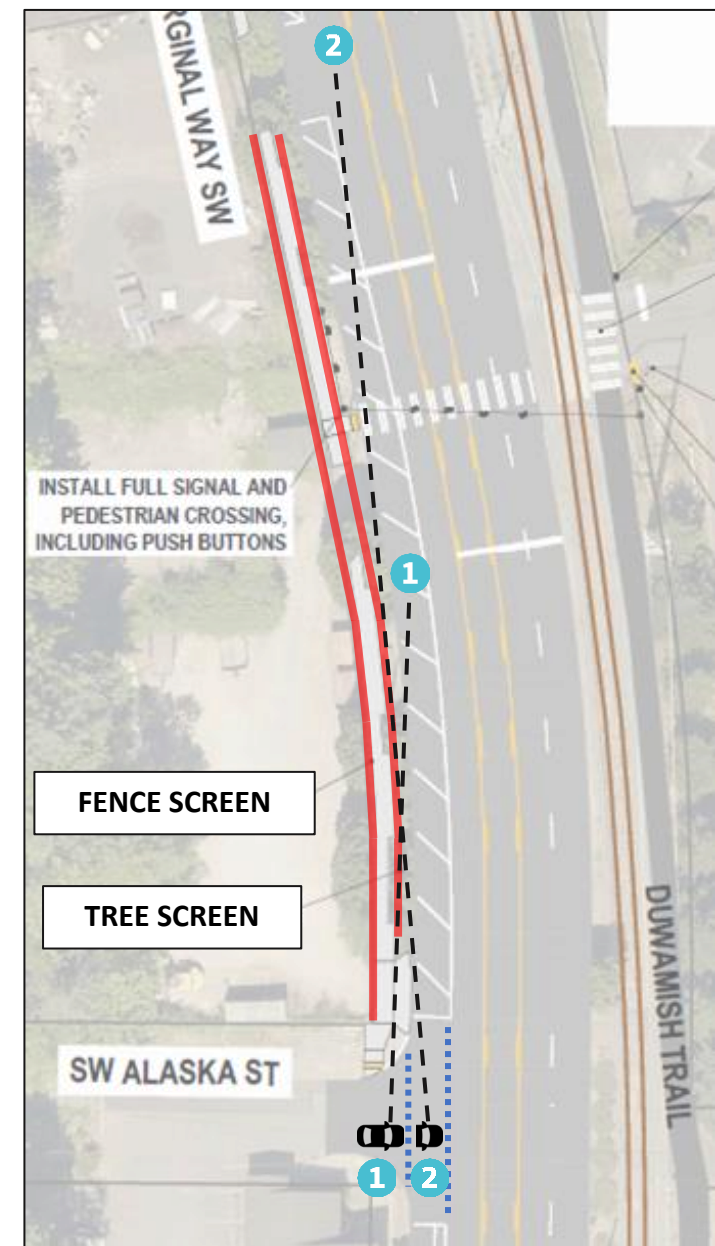 2
RGINAL WAY SW
INSTALL FULL SIGNAL AND
PEDESTRIAN CROSSING,
INCLUDING PUSH BUTTONS
1
FENCE SCREEN
TREE SCREEN
DUWAMISH TRAIL
SW ALASKA ST
1
2